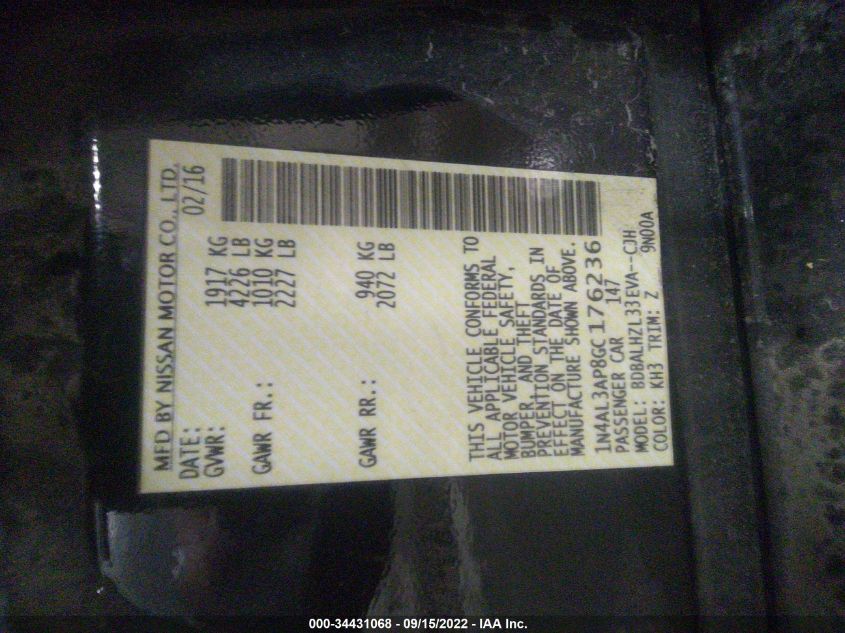 MFD BY NISSAN MOTOR CO., LTD.
DATE: 02/16
GVWR: 1917 KG
4226 LB
GAWR FR.: 1010 KG
2227 LB
GAWR RR.: 940 KG
2072 LB
THIS VEHICLE CONFORMS TO
ALL APPLICABLE FEDERAL
MOTOR VEHICLE SAFETY,
BUMPER, AND THEFT
PREVENTION STANDARDS IN
EFFECT ON THE DATE OF
MANUFACTURE SHOWN ABOVE.
1N4AL3AP8GC176236
PASSENGER CAR 147
MODEL: BDBALHZL33EVA--CJH
COLOR: KH3 TRIM: Z 9N00A
000-34431068 - 09/15/2022 - IAA Inc.